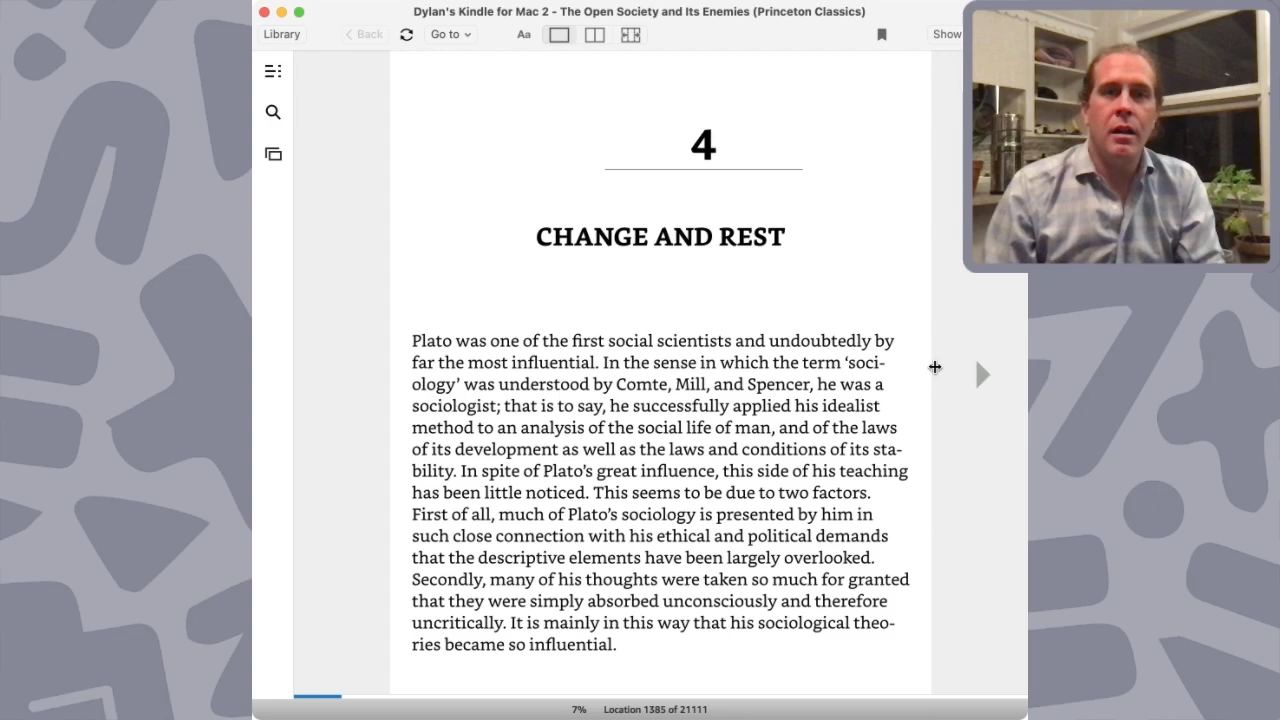 Dylan's Kindle for Mac 2 - The Open Society and Its Enemies (Princeton Classics)
Library
Back
Go to
Aa
Show
4
CHANGE AND REST
Plato was one of the first social scientists and undoubtedly by
far the most influential. In the sense in which the term ‘soci-
ology’ was understood by Comte, Mill, and Spencer, he was a
sociologist; that is to say, he successfully applied his idealist
method to an analysis of the social life of man, and of the laws
of its development as well as the laws and conditions of its sta-
bility. In spite of Plato’s great influence, this side of his teaching
has been little noticed. This seems to be due to two factors.
First of all, much of Plato’s sociology is presented by him in
such close connection with his ethical and political demands
that the descriptive elements have been largely overlooked.
Secondly, many of his thoughts were taken so much for granted
that they were simply absorbed unconsciously and therefore
uncritically. It is mainly in this way that his sociological theo-
ries became so influential.
7% Location 1385 of 21111